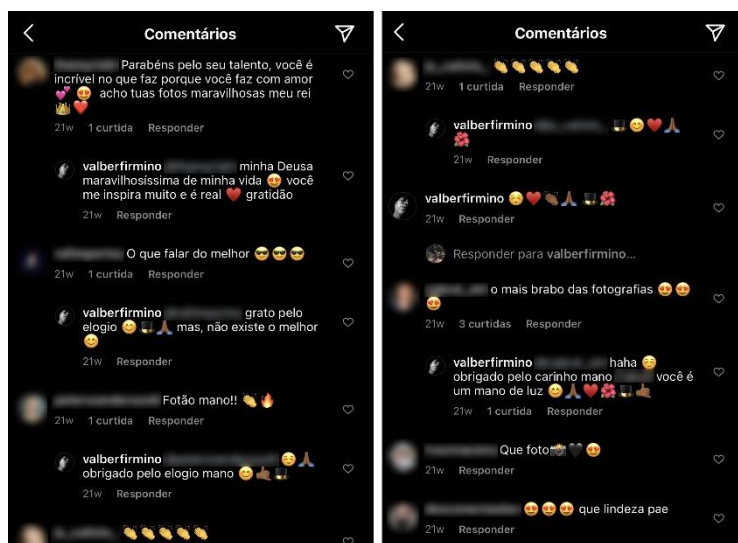 Comentários
Parabéns pelo seu talento, você é
incrível no que faz porque você faz com amor
💕 😍 acho tuas fotos maravilhosas meu rei
👑❤️
21w 1 curtida Responder
valberfirmino minha Deusa
maravilhosíssima de minha vida 😍 você
me inspira muito e é real ❤️ gratidão
21w Responder
O que falar do melhor 😎😎😎
21w 1 curtida Responder
valberfirmino grato pelo
elogio 😊🎩🙏🏾 mas, não existe o melhor
😊
21w Responder
Fotão mano!! 👏🔥
21w 1 curtida Responder
valberfirmino ☺️🙏🏾
obrigado pelo elogio mano 😊🤙🏾🎩
21w Responder
👏👏👏👏👏
Comentários
👏👏👏👏👏
21w 1 curtida Responder
valberfirmino 🎩😊❤️🙏🏾
🌺
21w Responder
valberfirmino ☺️❤️👏🏾🙏🏾🎩🌺
21w Responder
Responder para valberfirmino...
o mais brabo das fotografias 😍😍
😍
21w 3 curtidas Responder
valberfirmino haha ☺️
obrigado pelo carinho mano você é
um mano de luz 😊🙏🏾❤️🌺🎩🤙🏾
21w 1 curtida Responder
Que foto📸🖤😍
21w Responder
😍😍😍 que lindeza pae
21w Responder